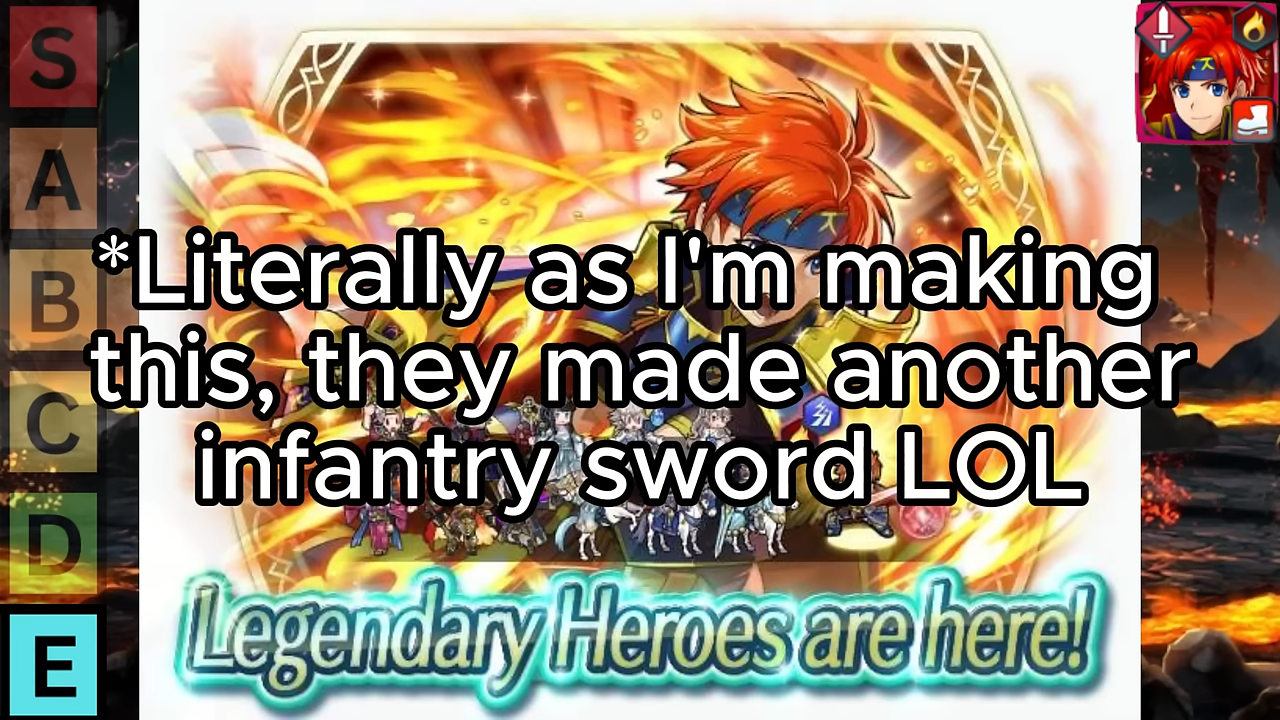 S
A
B
C
D
E
*Literally as I'm making
this, they made another
infantry sword LOL
Legendary Heroes are here!